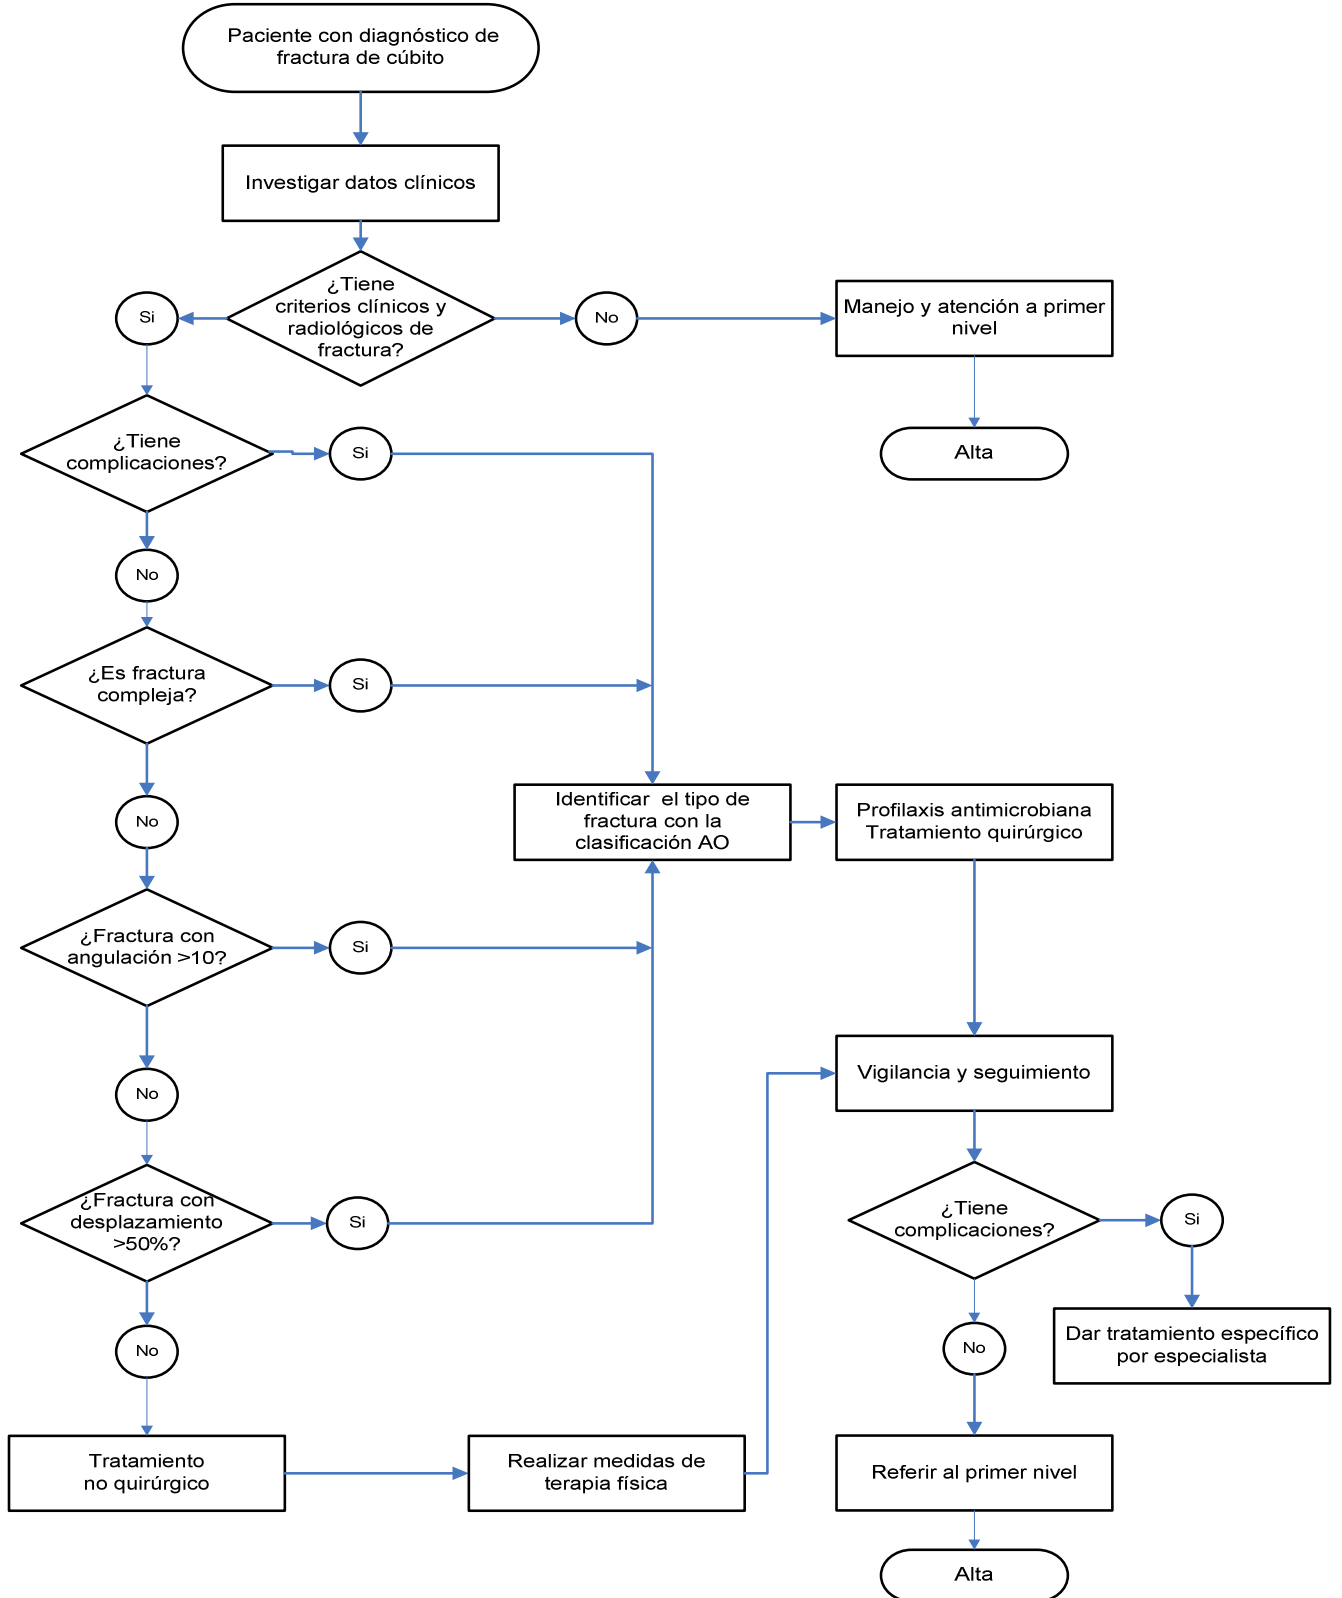 Paciente con diagnóstico de
fractura de cúbito
Investigar datos clínicos
¿Tiene
criterios clínicos y
radiológicos de
fractura?
Si
No
Manejo y atención a primer
nivel
Alta
¿Tiene
complicaciones?
Si
No
¿Es fractura
compleja?
Si
No
Identificar el tipo de
fractura con la
clasificación AO
Profilaxis antimicrobiana
Tratamiento quirúrgico
¿Fractura con
angulación >10?
Si
No
Vigilancia y seguimiento
¿Fractura con
desplazamiento
>50%?
Si
No
¿Tiene
complicaciones?
Si
No
Dar tratamiento específico
por especialista
Tratamiento
no quirúrgico
Realizar medidas de
terapia física
Referir al primer nivel
Alta